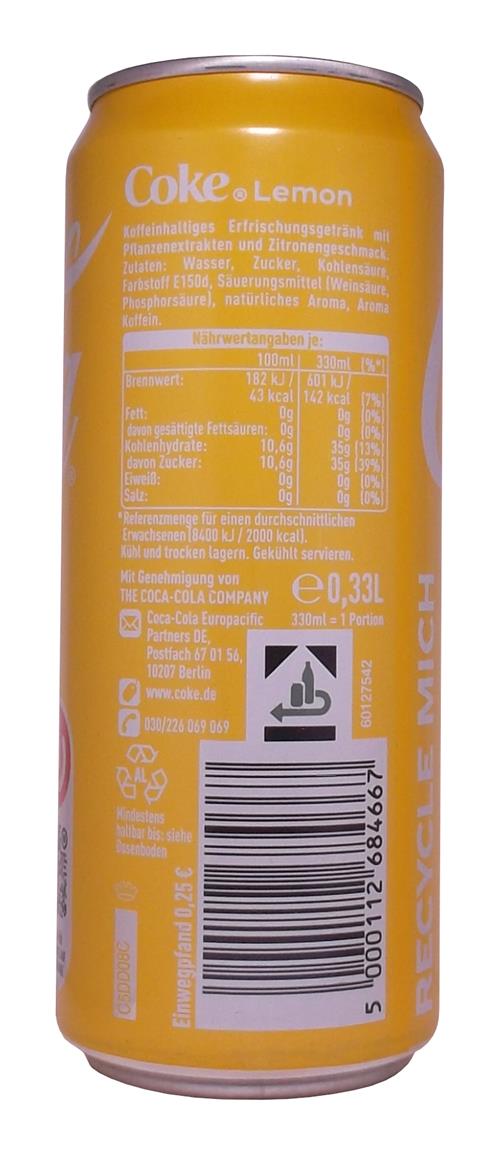 Coke® Lemon
Koffeinhaltiges Erfrischungsgetränk mit
Pflanzenextrakten und Zitronengeschmack.
Zutaten: Wasser, Zucker, Kohlensäure,
Farbstoff E150d, Säuerungsmittel (Weinsäure,
Phosphorsäure), natürliches Aroma, Aroma
Koffein.
Nährwertangaben je:
100ml 330ml (%*)
Brennwert: 182 kJ / 601 kJ /
43 kcal 142 kcal (7%)
Fett: 0g 0g (0%)
davon gesättigte Fettsäuren: 0g 0g (0%)
Kohlenhydrate: 10,6g 35g (13%)
davon Zucker: 10,6g 35g (39%)
Eiweiß: 0g 0g (0%)
Salz: 0g 0g (0%)
*Referenzmenge für einen durchschnittlichen
Erwachsenen (8400 kJ / 2000 kcal).
Kühl und trocken lagern. Gekühlt servieren.
Mit Genehmigung von
THE COCA-COLA COMPANY
℮ 0,33L
330ml = 1 Portion
Coca-Cola Europacific
Partners DE,
Postfach 67 01 56,
10207 Berlin
www.coke.de
030/226 069 069
AL
Mindestens
haltbar bis: siehe
Dosenboden
C5DD08C
Einwegpfand 0,25 €
60127542
5 000112 684667
RECYCLE MICH